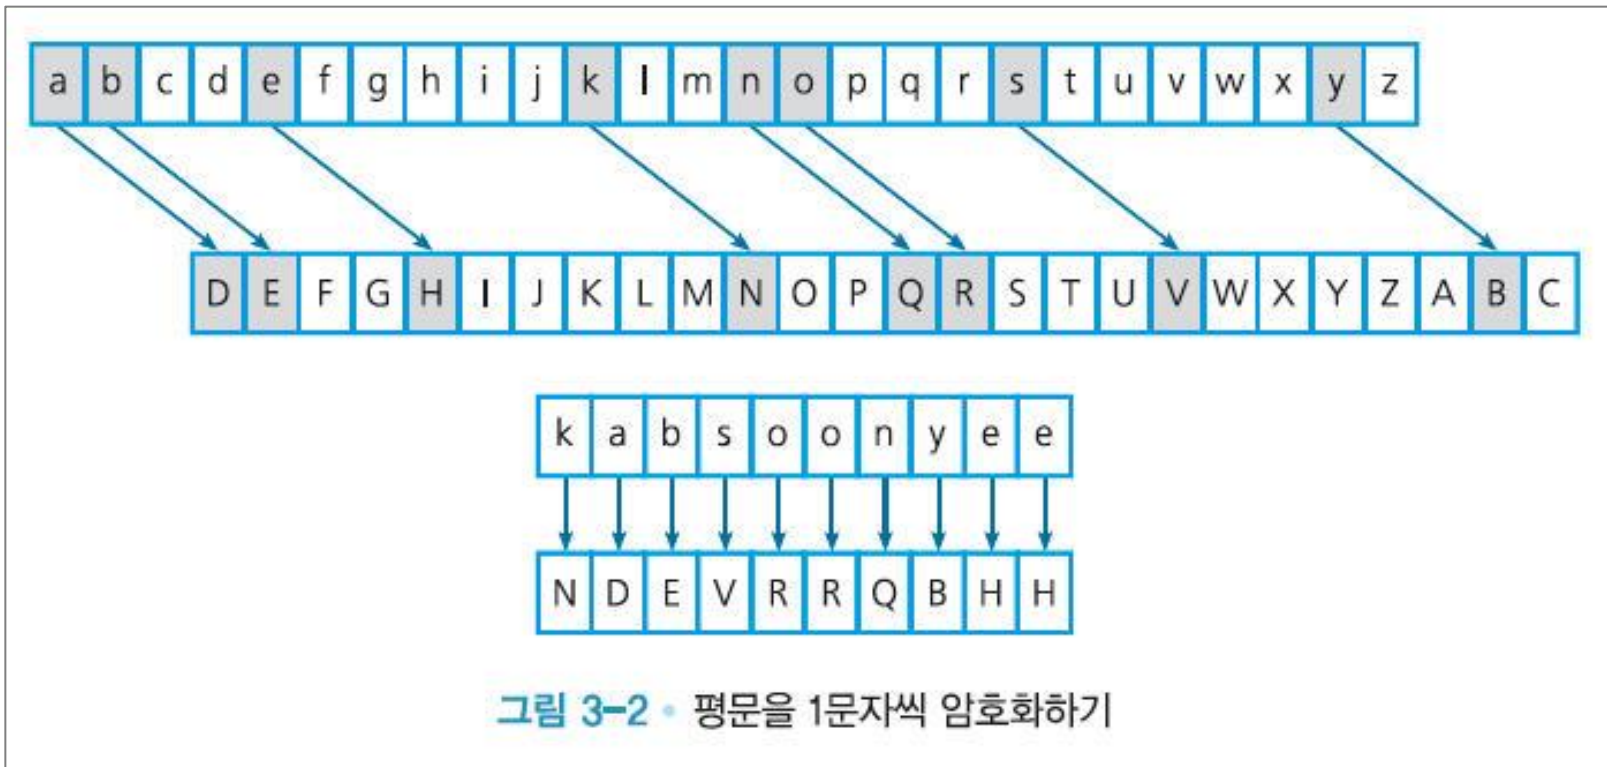 a b c d e f g h i j k l m n o p q r s t u v w x y z
D E F G H I J K L M N O P Q R S T U V W X Y Z A B C
k a b s o o n y e e
N D E V R R Q B H H
그림 3-2 • 평문을 1문자씩 암호화하기